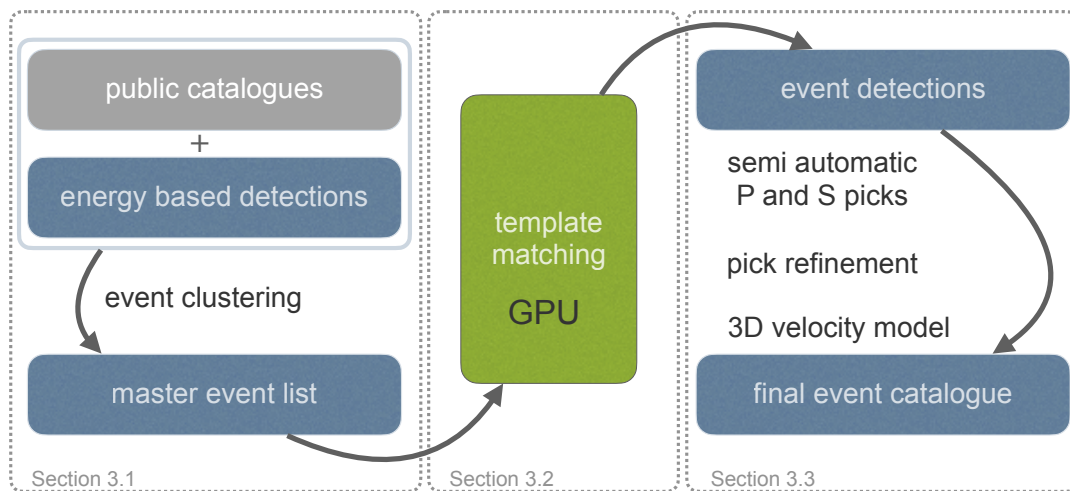 public catalogues
+
energy based detections
event clustering
master event list
Section 3.1
template
matching
GPU
Section 3.2
event detections
semi automatic
P and S picks
pick refinement
3D velocity model
final event catalogue
Section 3.3